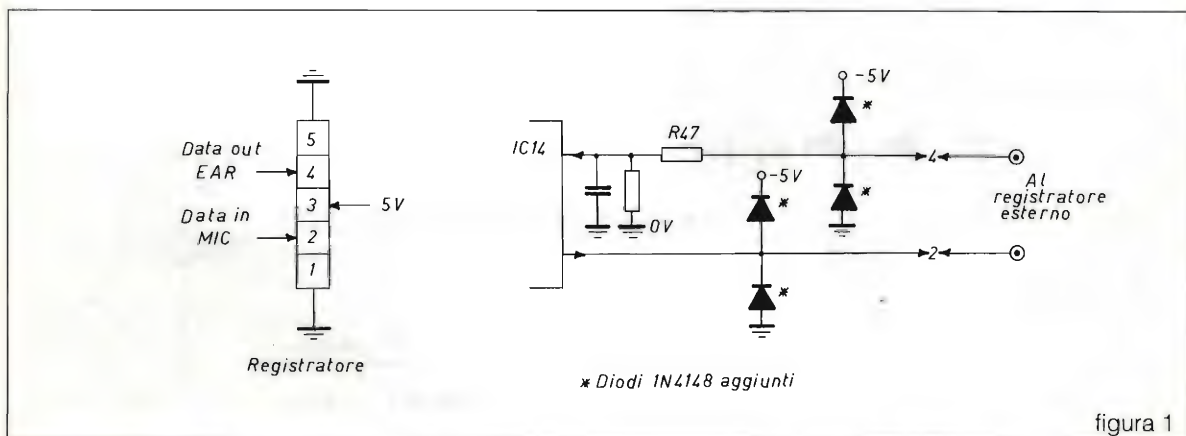 5
4
3
2
1
Data out
EAR
Data in
MIC
5V
Registratore
IC14
R47
0V
-5V
*
*
-5V
*
*
4
2
Al
registratore
esterno
* Diodi 1N4148 aggiunti
figura 1